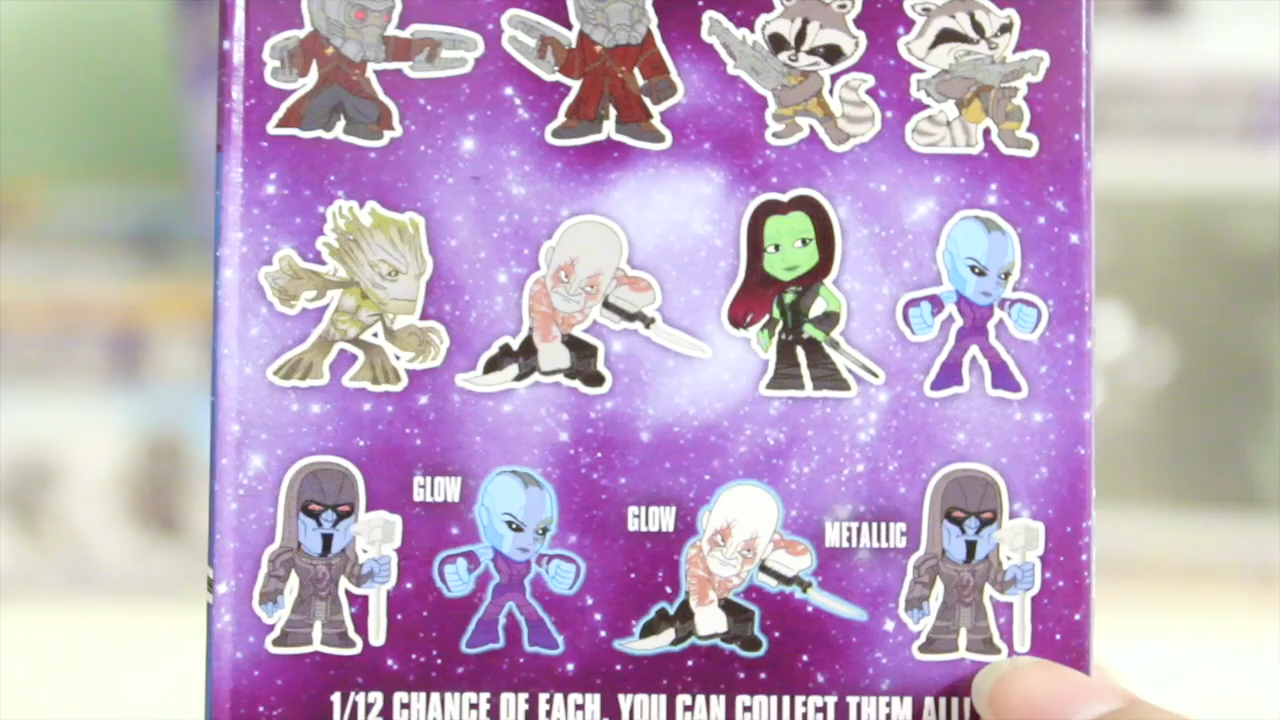 GLOW
GLOW
METALLIC
1/12 CHANCE OF EACH. YOU CAN COLLECT THEM ALL!